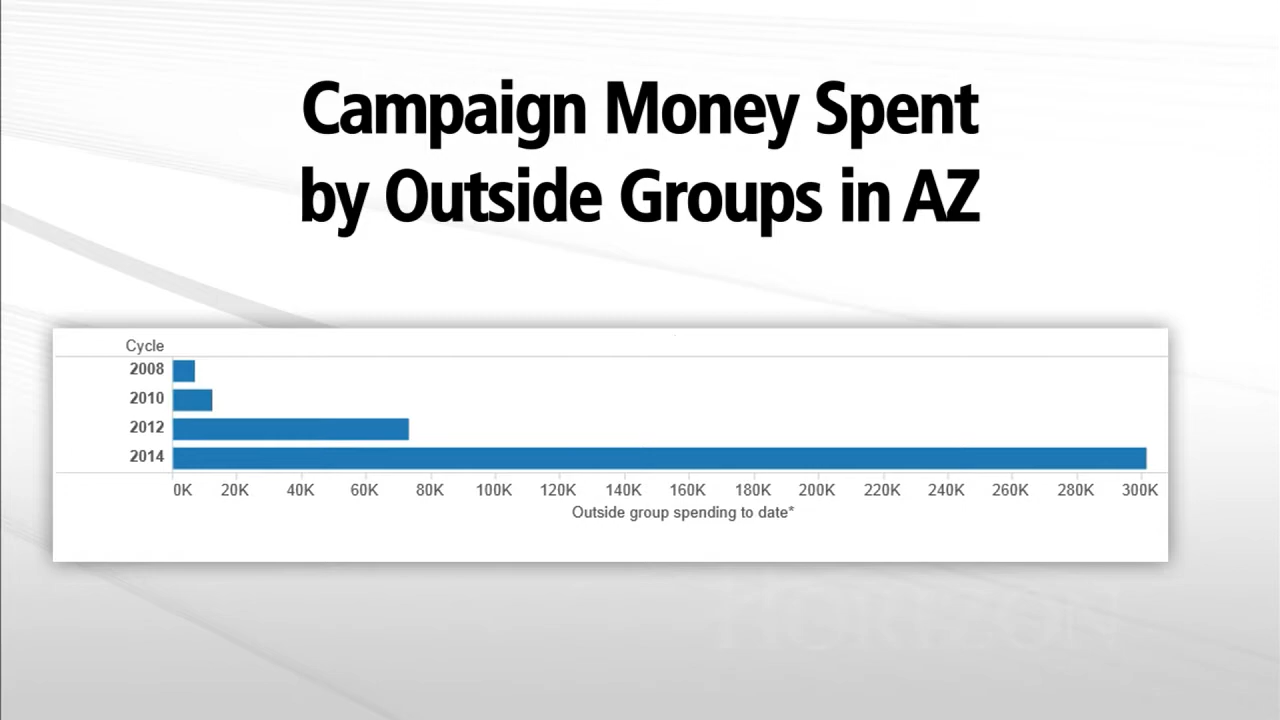 Campaign Money Spent
by Outside Groups in AZ
Cycle
2008
2010
2012
2014
0K 20K 40K 60K 80K 100K 120K 140K 160K 180K 200K 220K 240K 260K 280K 300K
Outside group spending to date*
HORIZON